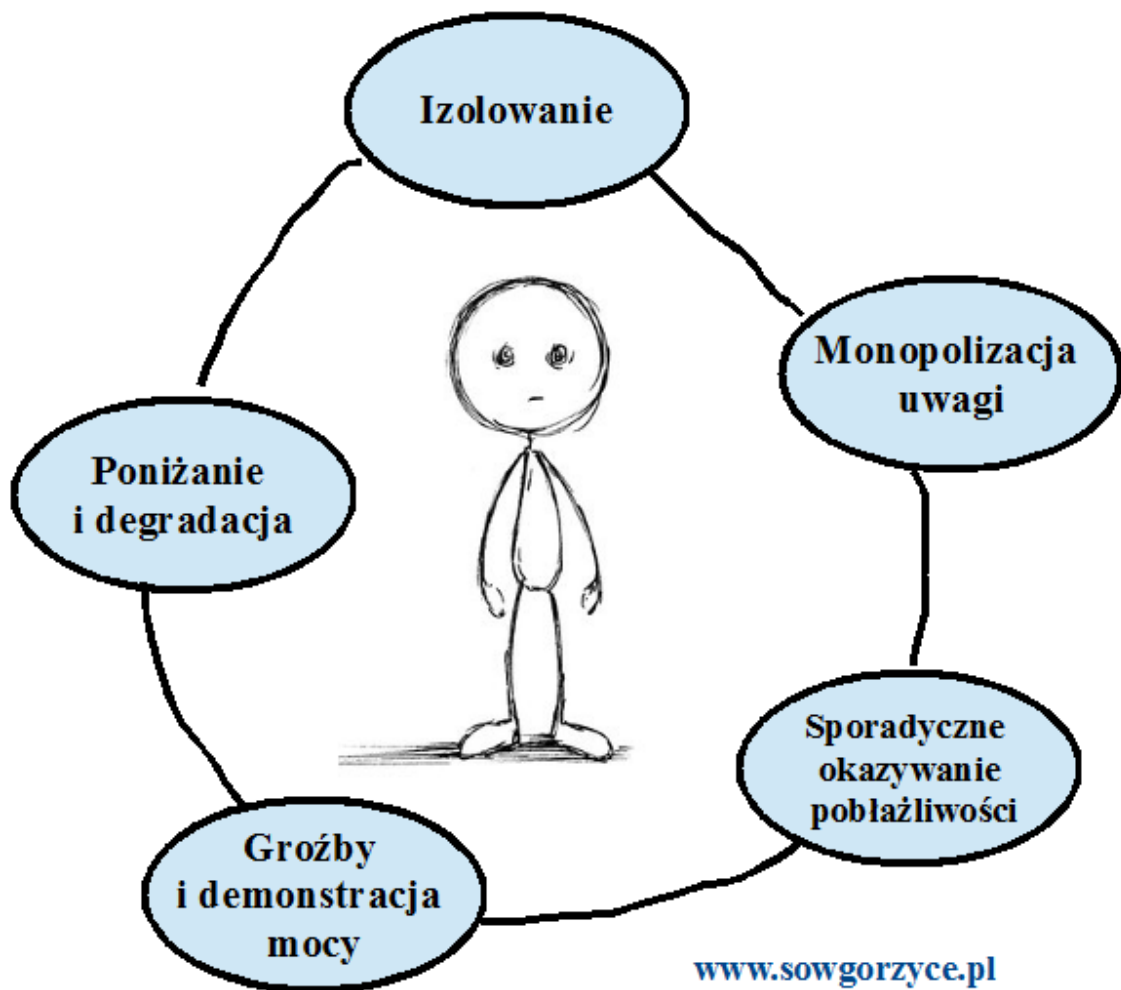 Izolowanie
Monopolizacja
uwagi
Sporadyczne
okazywanie
pobłażliwości
Groźby
i demonstracja
mocy
Poniżanie
i degradacja
www.sowgorzyce.pl